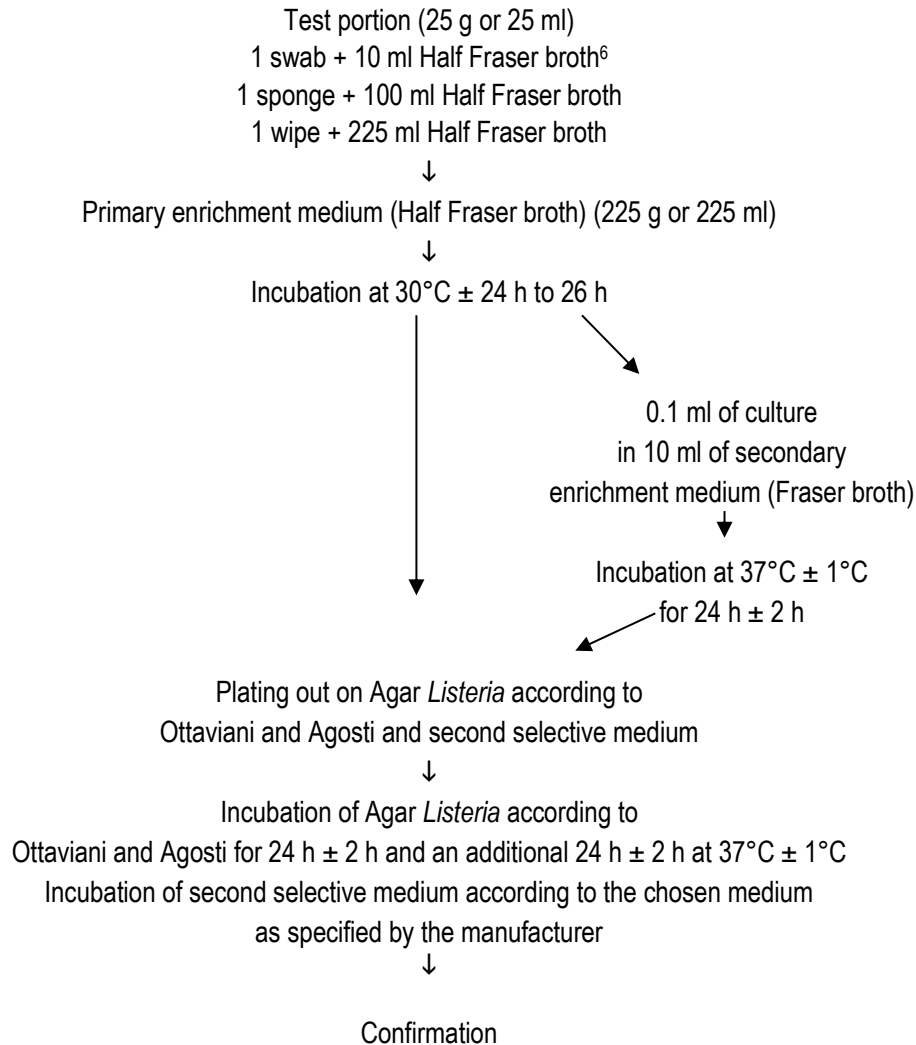 Test portion (25 g or 25 ml)
1 swab + 10 ml Half Fraser broth⁶
1 sponge + 100 ml Half Fraser broth
1 wipe + 225 ml Half Fraser broth
↓
Primary enrichment medium (Half Fraser broth) (225 g or 225 ml)
↓
Incubation at 30°C ± 24 h to 26 h
0.1 ml of culture
in 10 ml of secondary
enrichment medium (Fraser broth)
Incubation at 37°C ± 1°C
for 24 h ± 2 h
Plating out on Agar Listeria according to
Ottaviani and Agosti and second selective medium
↓
Incubation of Agar Listeria according to
Ottaviani and Agosti for 24 h ± 2 h and an additional 24 h ± 2 h at 37°C ± 1°C
Incubation of second selective medium according to the chosen medium
as specified by the manufacturer
↓
Confirmation